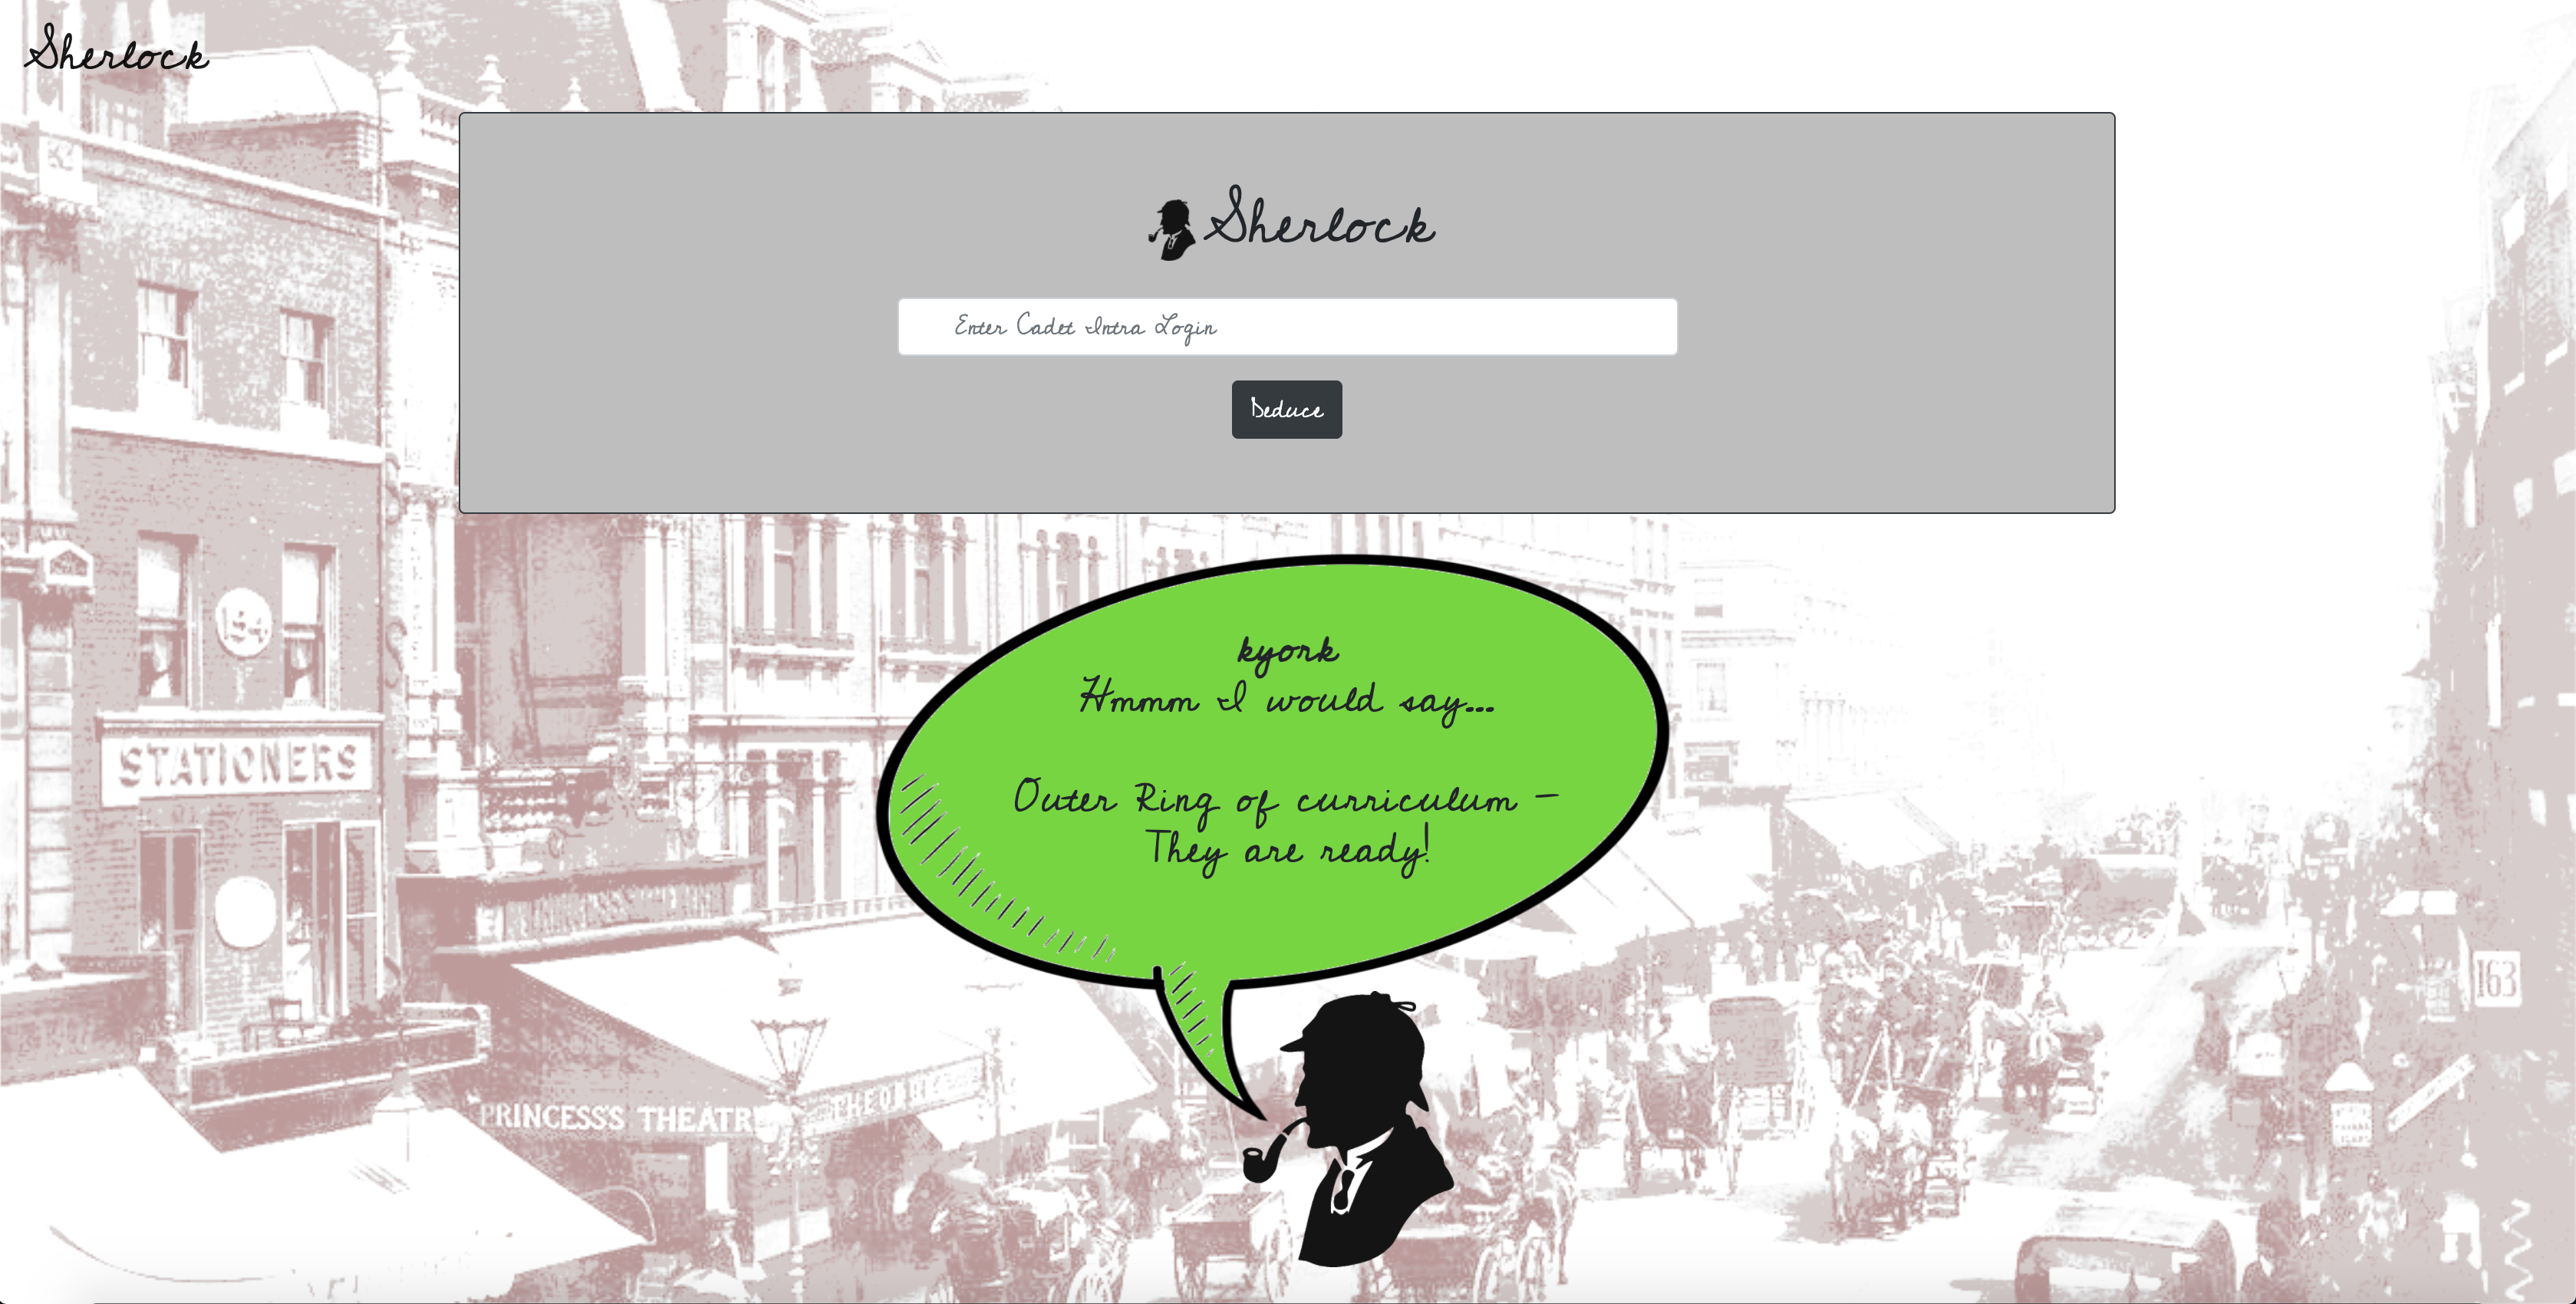 Sherlock
Sherlock
Enter Cadet Intra Login
Deduce
kyork
Hmmm I would say...
Outer Ring of curriculum –
They are ready!
154
STATIONERS
PRINCESS'S THEATRE
163